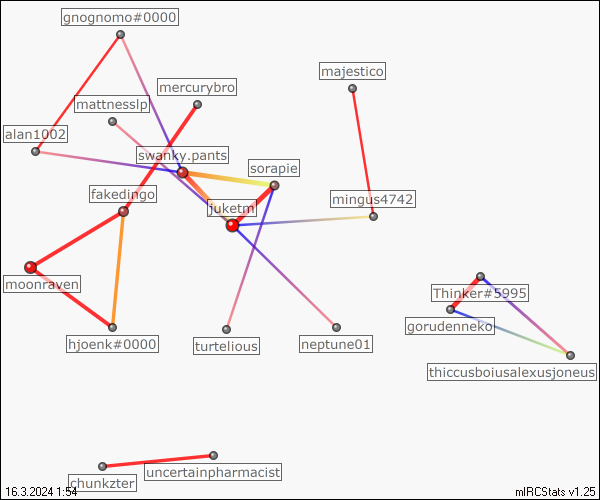 gnognomo#0000
majestico
mercurybro
mattnesslp
alan1002
swanky.pants
sorapie
fakedingo
mingus4742
juketm
moonraven
Thinker#5995
gorudenneko
hjoenk#0000
turtelious
neptune01
thiccusboiusalexusjoneus
uncertainpharmacist
chunkzter
16.3.2024 1:54
mIRCStats v1.25